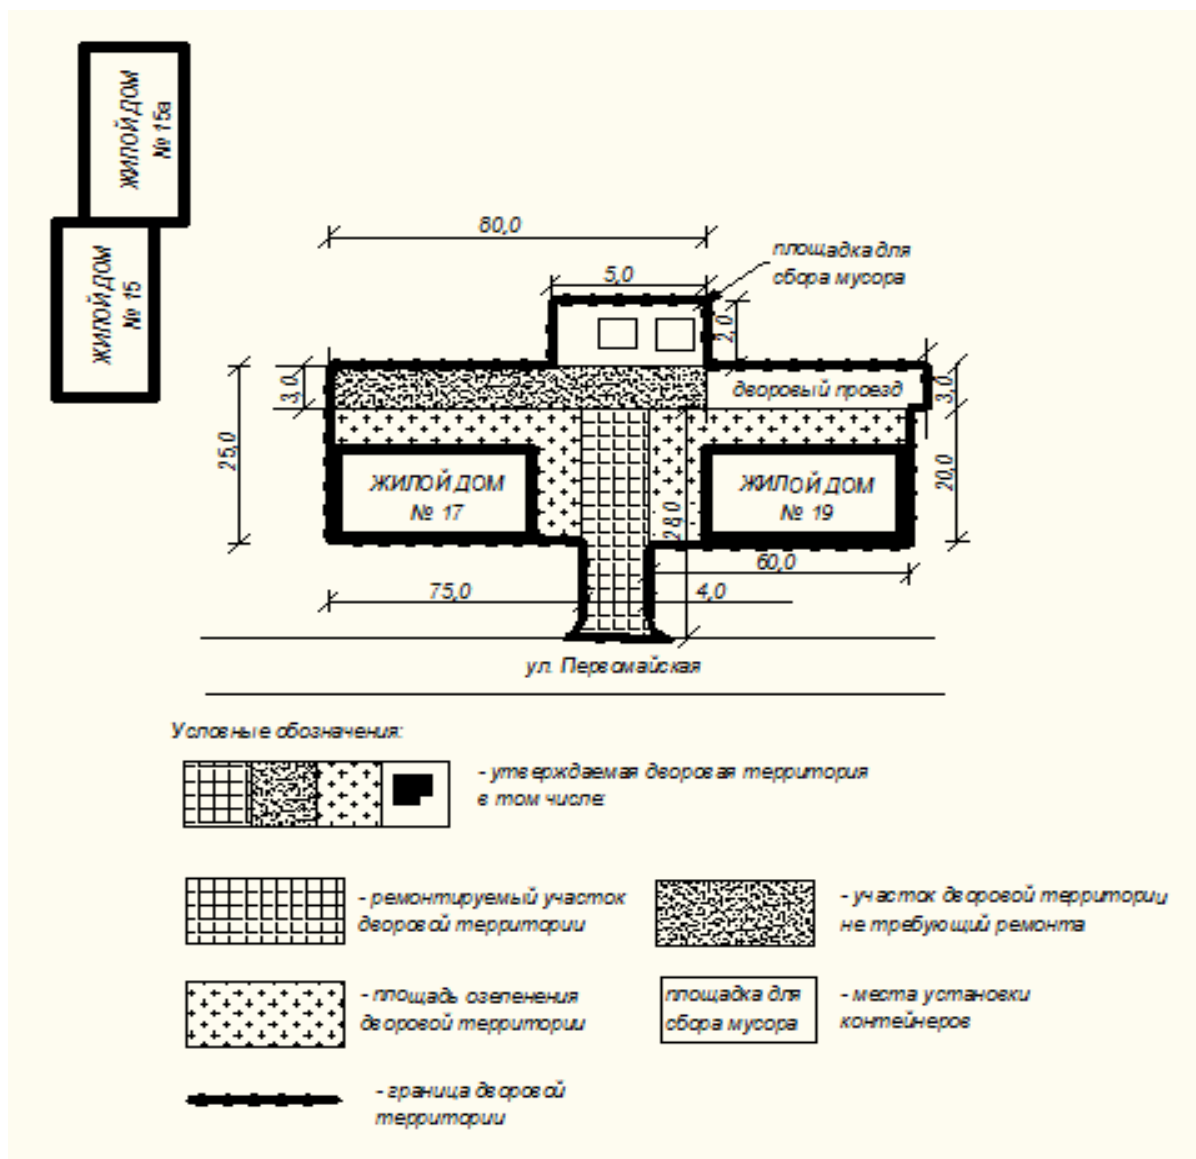 ЖИЛОЙ ДОМ
№ 15а
ЖИЛОЙ ДОМ
№ 15
80,0
5,0
площадка для
сбора мусора
2,0
3,0
дворовый проезд
3,0
25,0
ЖИЛОЙ ДОМ
№ 17
ЖИЛОЙ ДОМ
№ 19
20,0
28,0
60,0
75,0
4,0
ул. Первомайская
Условные обозначения:
- утверждаемая дворовая территория
в том числе:
- ремонтируемый участок
дворовой территории
- участок дворовой территории
не требующий ремонта
- площадь озеленения
дворовой территории
площадка для
сбора мусора
- места установки
контейнеров
- граница дворовой
территории